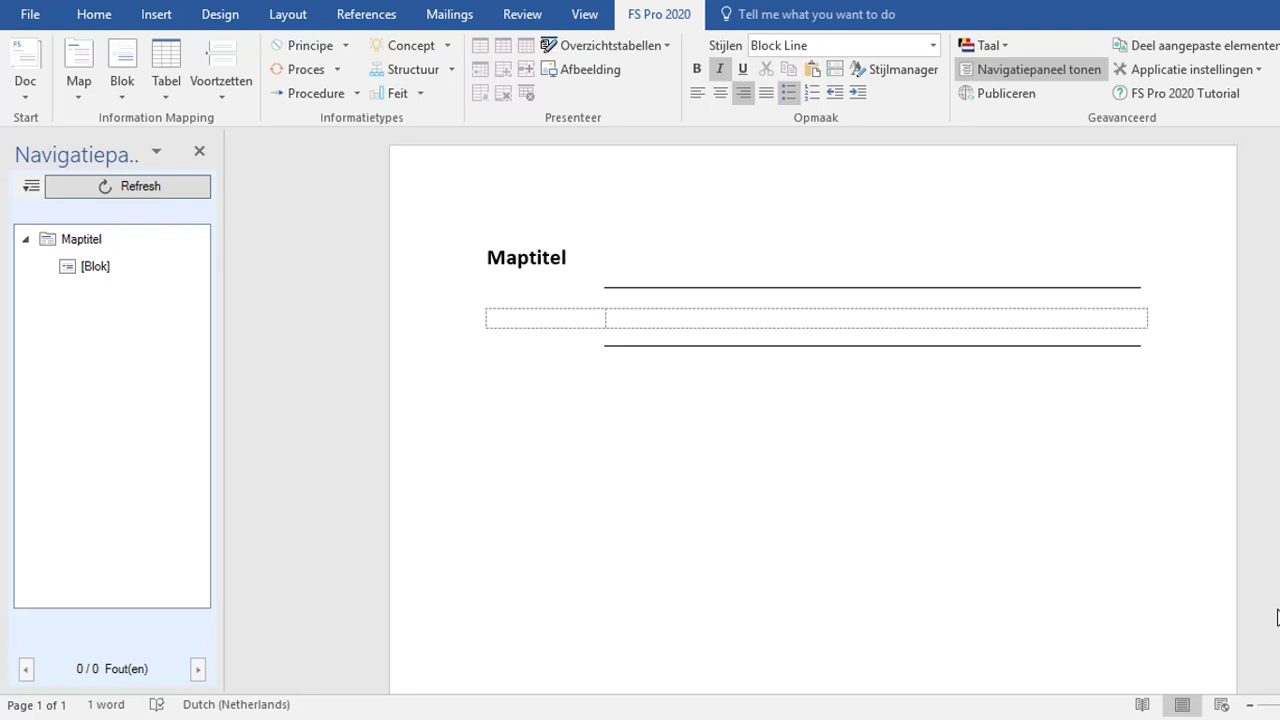 File Home Insert Design Layout References Mailings Review View FS Pro 2020 Tell me what you want to do
Principe Concept Overzichtstabellen Stijlen Block Line Taal Deel aangepaste elementen
Doc Map Blok Tabel Voortzetten Proces Structuur Afbeelding B I U Stijlmanager Navigatiepaneel tonen Applicatie instellingen
Procedure Feit Publiceren FS Pro 2020 Tutorial
Start Information Mapping Informatietypes Presenteer Opmaak Geavanceerd
Navigatiepa..
Refresh
Maptitel
[Blok]
Maptitel
0 / 0 Fout(en)
Page 1 of 1 1 word Dutch (Netherlands)